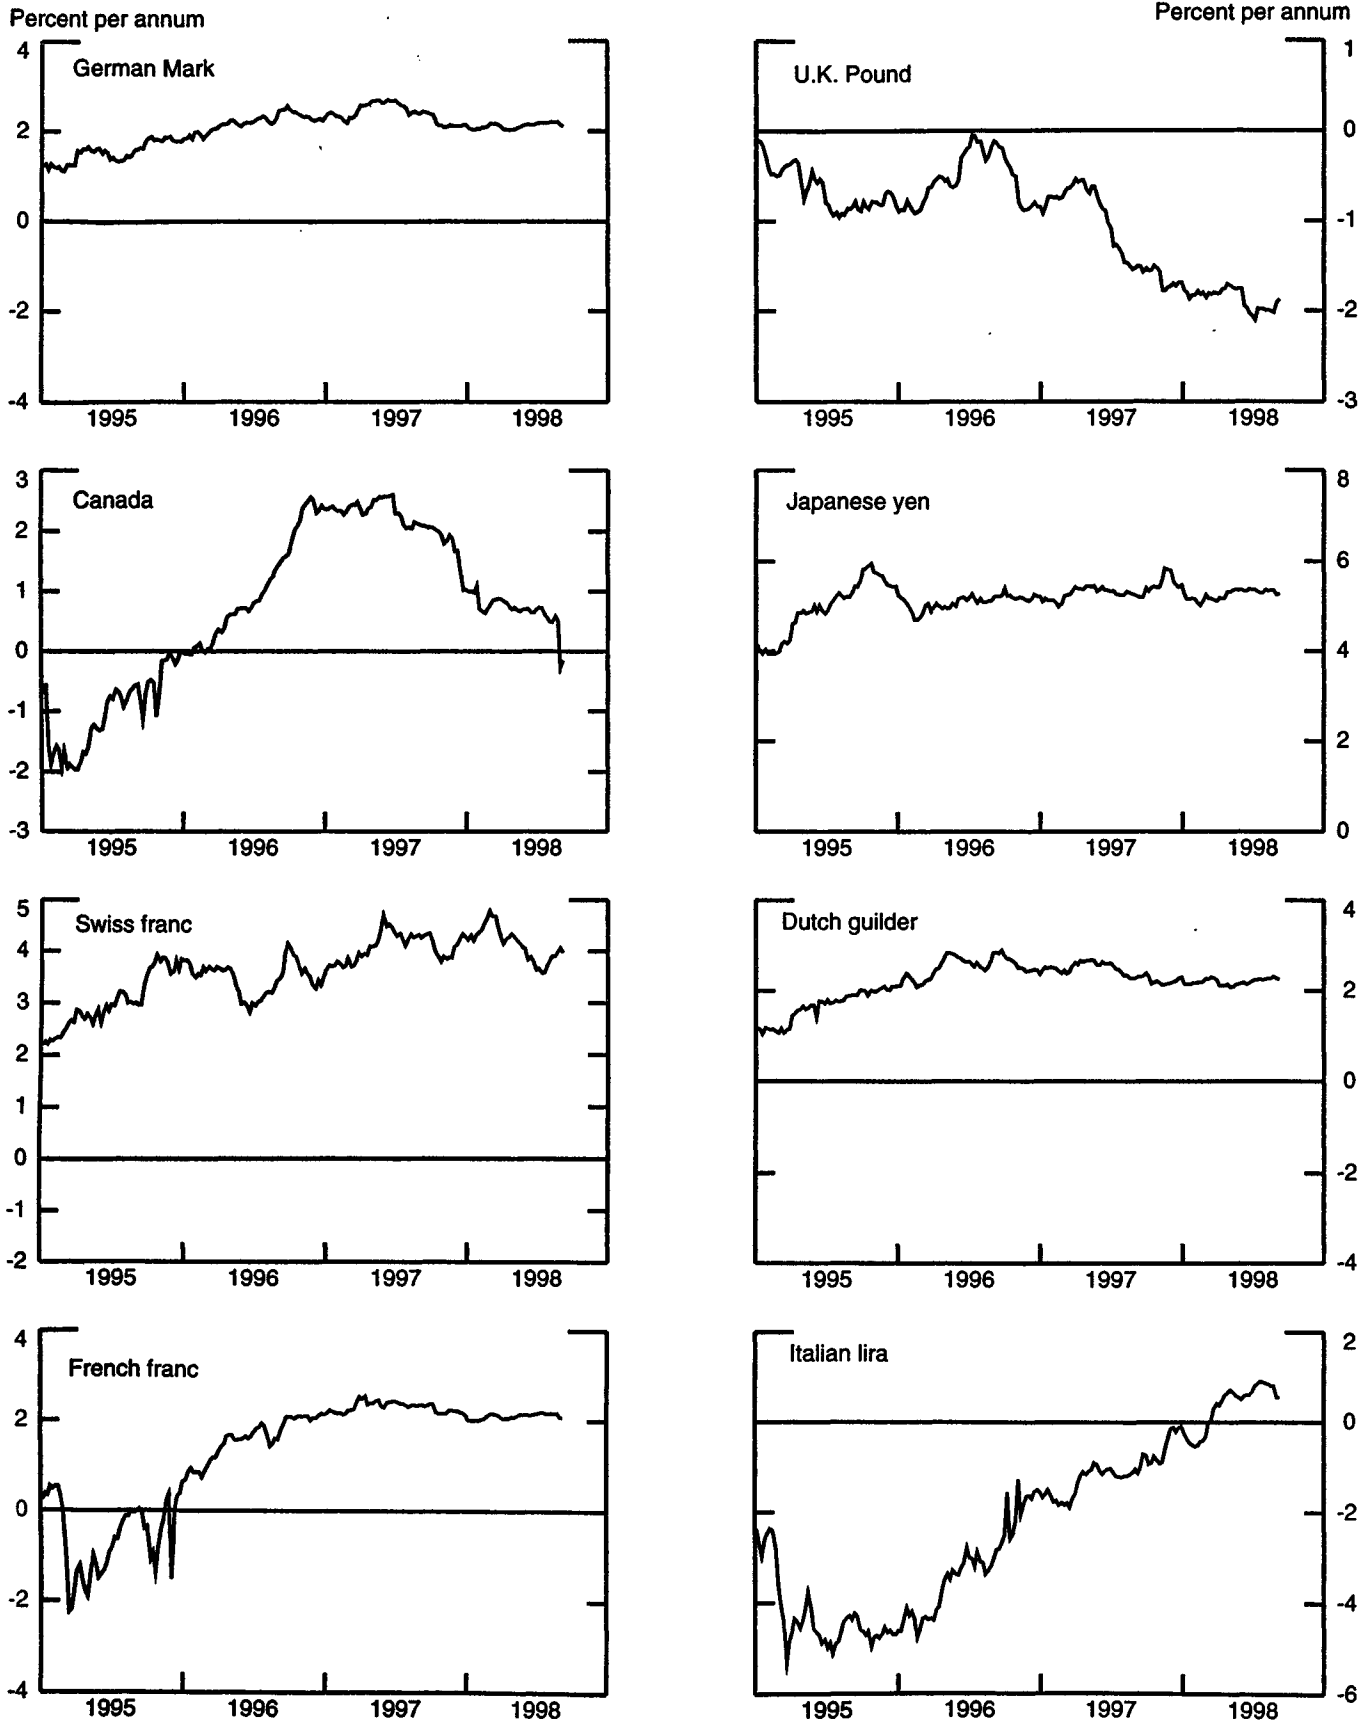 Percent per annum
Percent per annum
German Mark
4
2
0
-2
-4
1995 1996 1997 1998
U.K. Pound
1
0
-1
-2
-3
1995 1996 1997 1998
Canada
3
2
1
0
-1
-2
-3
1995 1996 1997 1998
Japanese yen
8
6
4
2
0
1995 1996 1997 1998
Swiss franc
5
4
3
2
1
0
-1
-2
1995 1996 1997 1998
Dutch guilder
4
2
0
-2
-4
1995 1996 1997 1998
French franc
4
2
0
-2
-4
1995 1996 1997 1998
Italian lira
2
0
-2
-4
-6
1995 1996 1997 1998